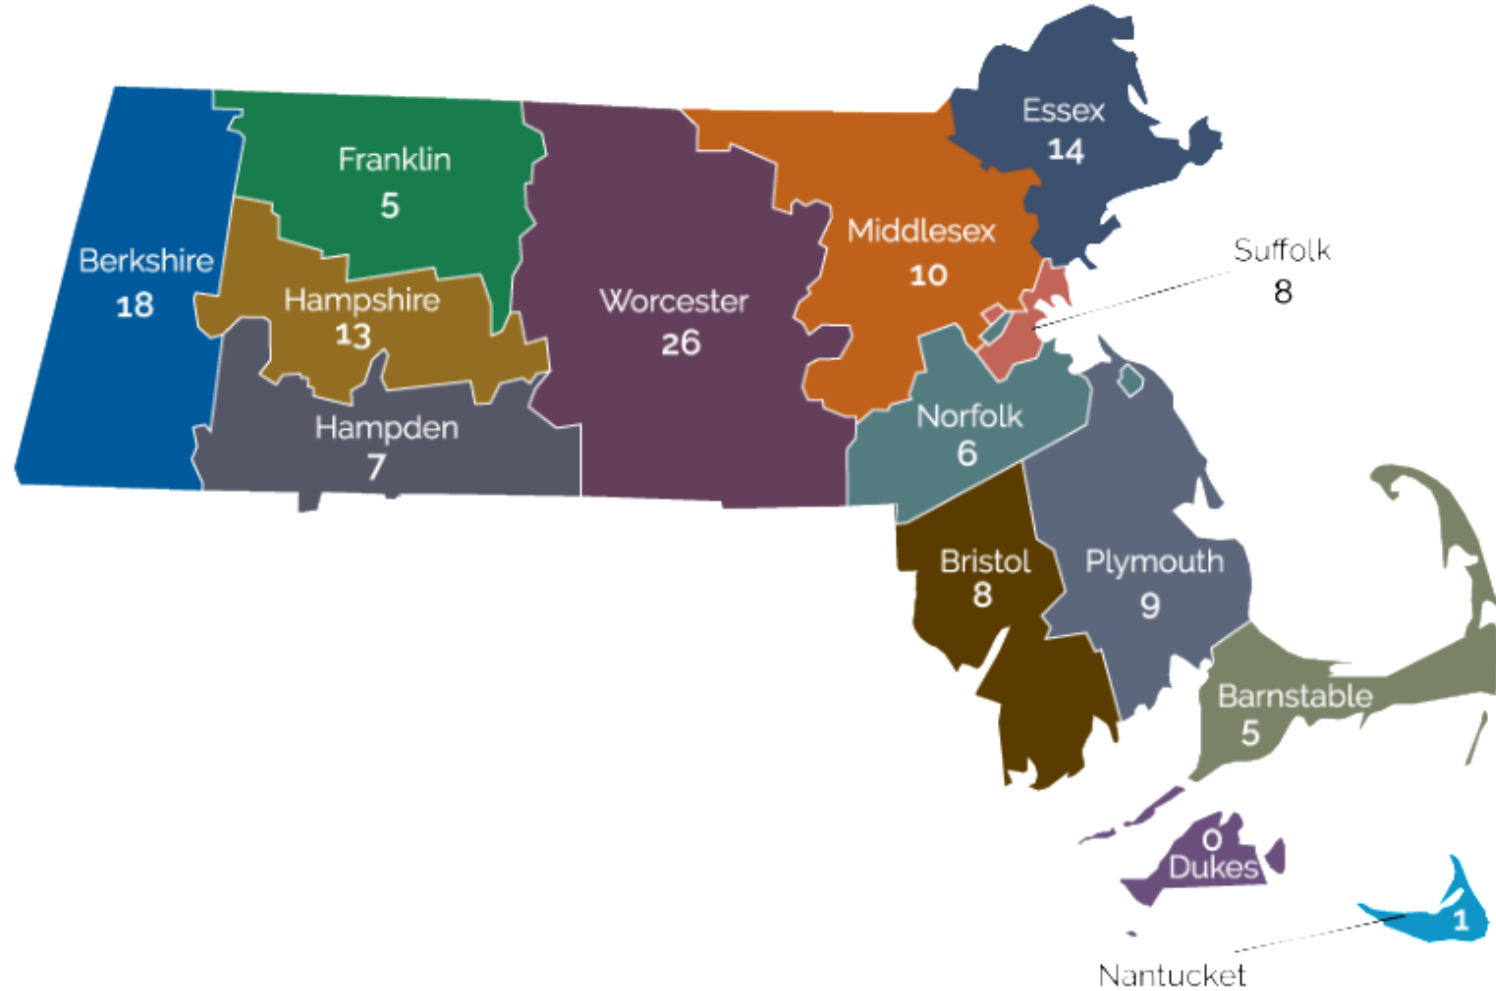 Essex
14
Franklin
5
Middlesex
10
Suffolk
8
Berkshire
18
Hampshire
13
Worcester
26
Hampden
7
Norfolk
6
Bristol
8
Plymouth
9
Barnstable
5
0
Dukes
1
Nantucket